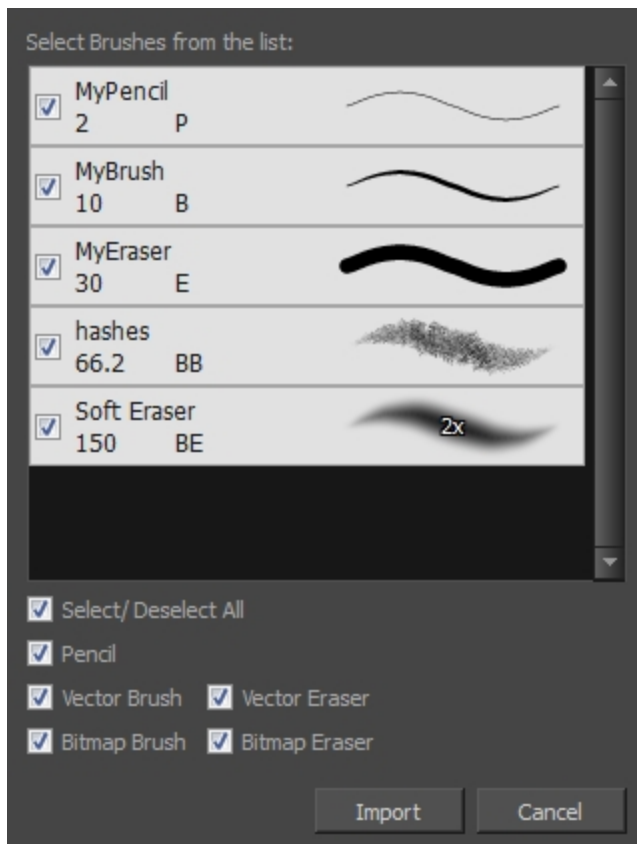 Select Brushes from the list:
MyPencil
2 P
MyBrush
10 B
MyEraser
30 E
hashes
66.2 BB
Soft Eraser
150 BE
2x
Select/ Deselect All
Pencil
Vector Brush Vector Eraser
Bitmap Brush Bitmap Eraser
Import Cancel